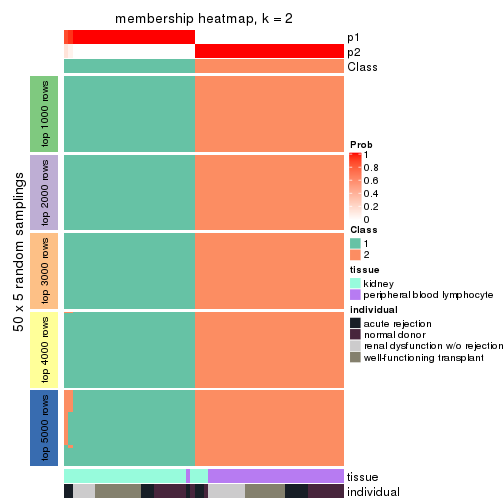 membership heatmap, k = 2
p1
p2
Class
50 x 5 random samplings
top 1000 rows
top 2000 rows
top 3000 rows
top 4000 rows
top 5000 rows
Prob
1
0.8
0.6
0.4
0.2
0
Class
1
2
tissue
kidney
peripheral blood lymphocyte
individual
acute rejection
normal donor
renal dysfunction w/o rejection
well-functioning transplant
tissue
individual